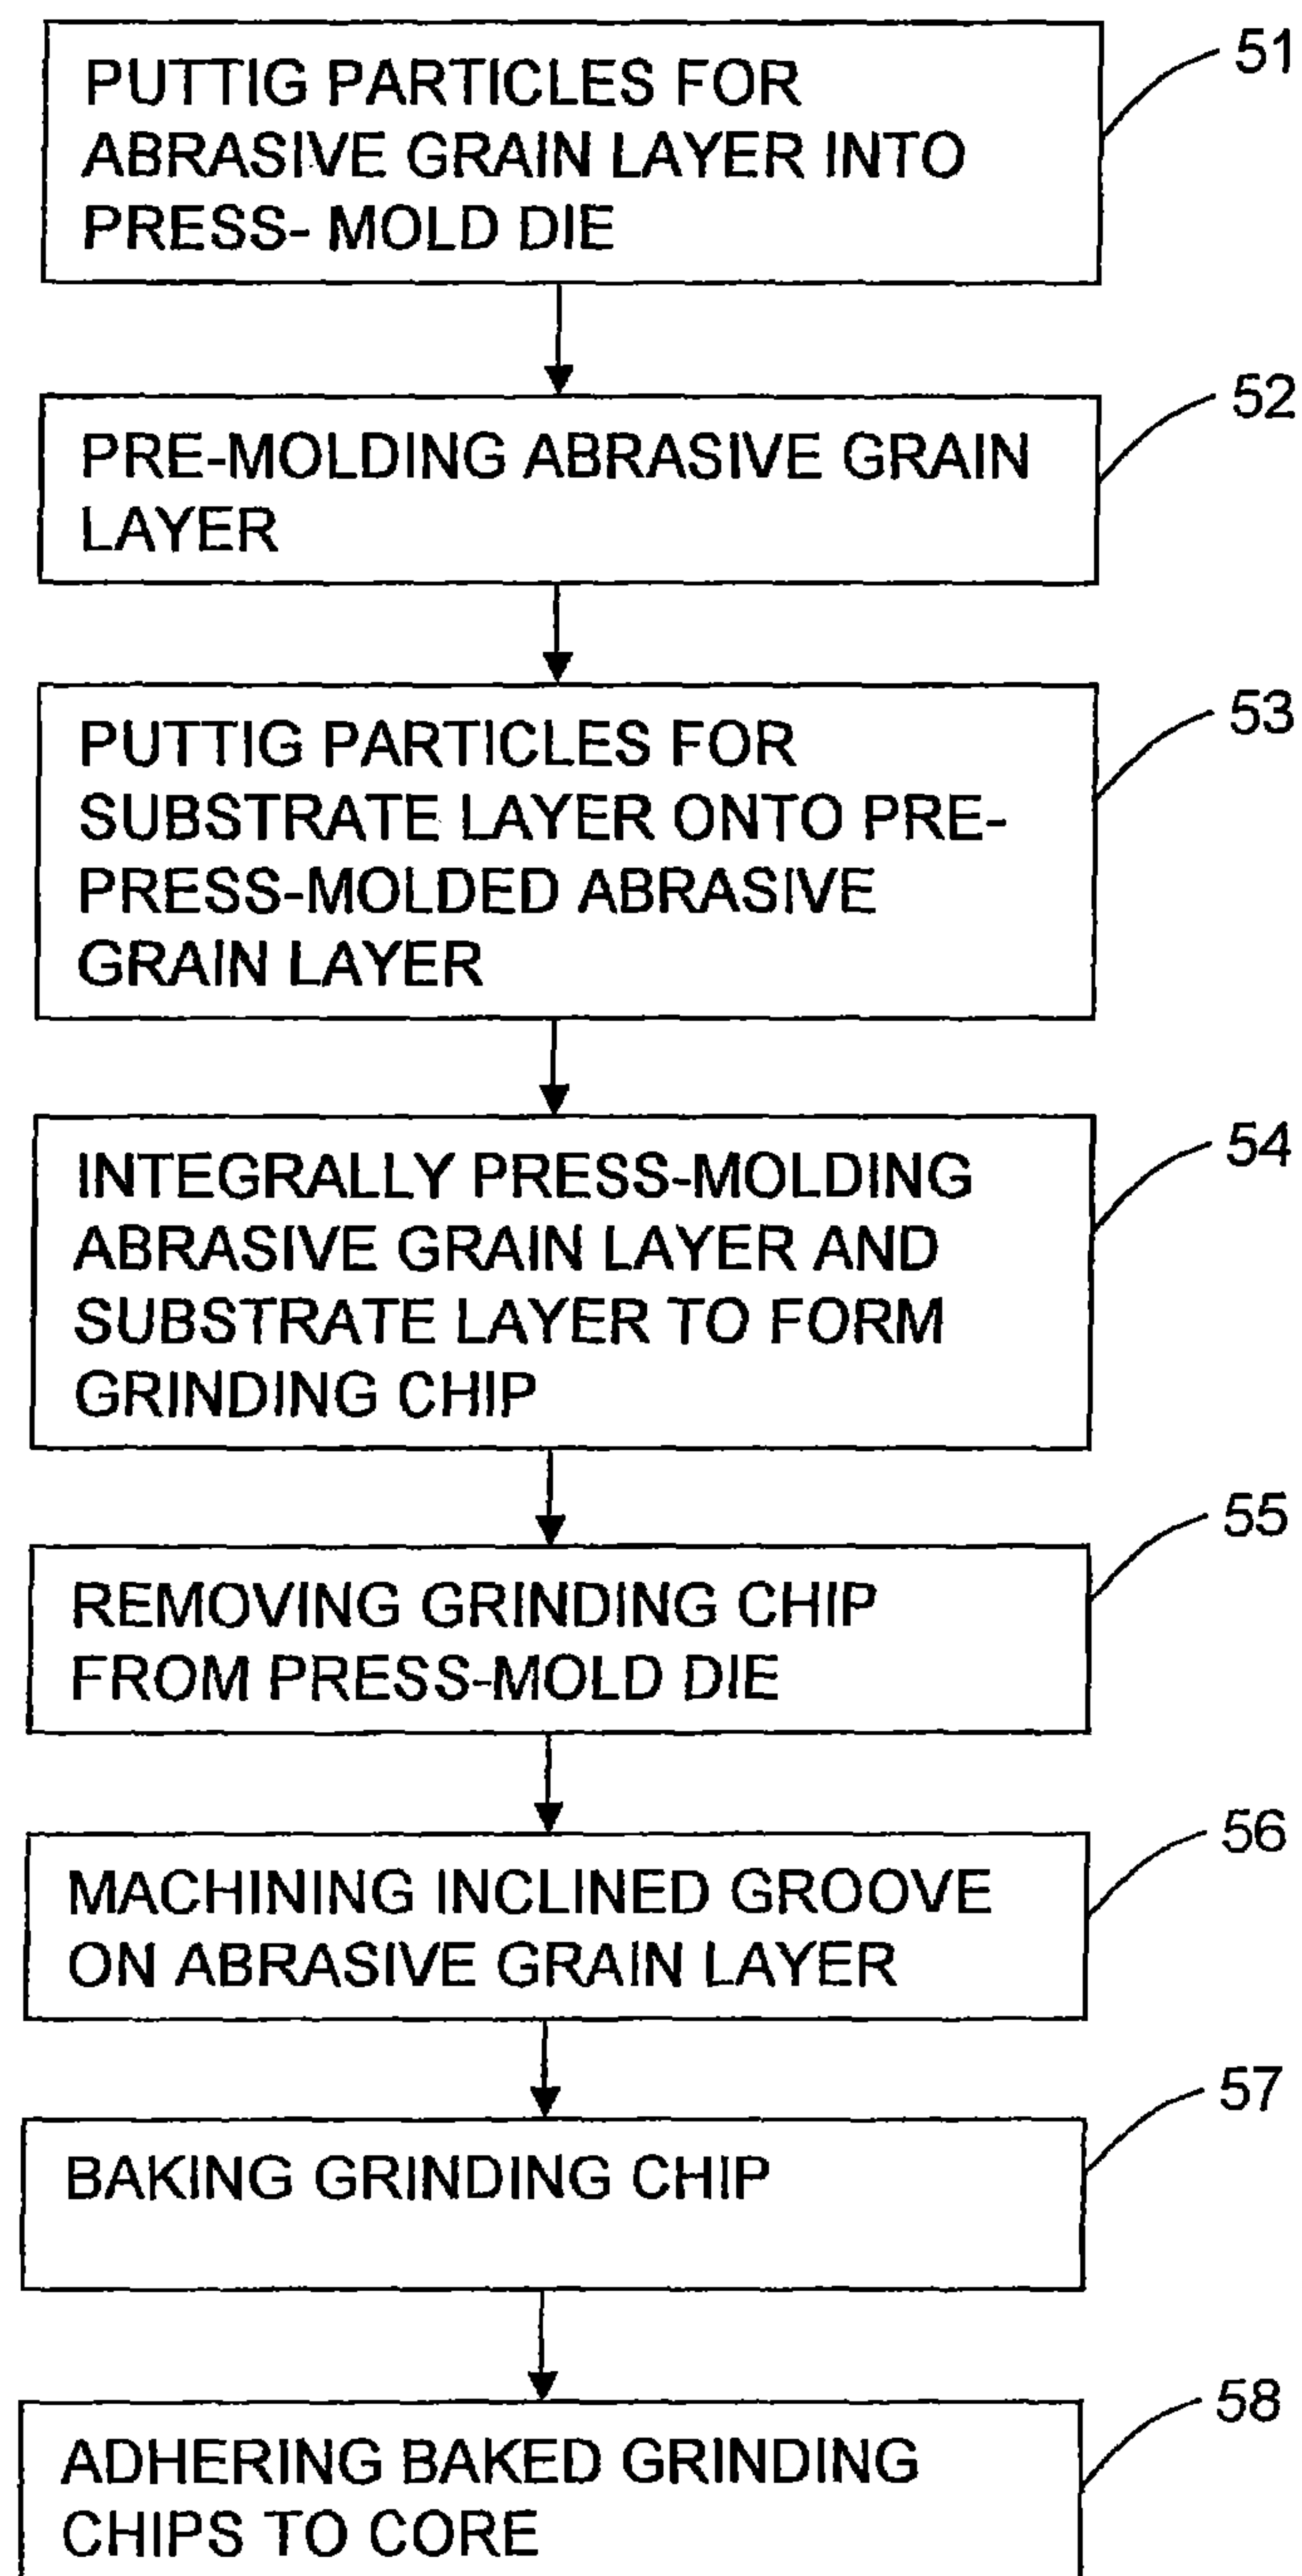 PUTTIG PARTICLES FOR
ABRASIVE GRAIN LAYER INTO
PRESS- MOLD DIE
51
PRE-MOLDING ABRASIVE GRAIN
LAYER
52
PUTTIG PARTICLES FOR
SUBSTRATE LAYER ONTO PRE-
PRESS-MOLDED ABRASIVE
GRAIN LAYER
53
INTEGRALLY PRESS-MOLDING
ABRASIVE GRAIN LAYER AND
SUBSTRATE LAYER TO FORM
GRINDING CHIP
54
REMOVING GRINDING CHIP
FROM PRESS-MOLD DIE
55
MACHINING INCLINED GROOVE
ON ABRASIVE GRAIN LAYER
56
BAKING GRINDING CHIP
57
ADHERING BAKED GRINDING
CHIPS TO CORE
58